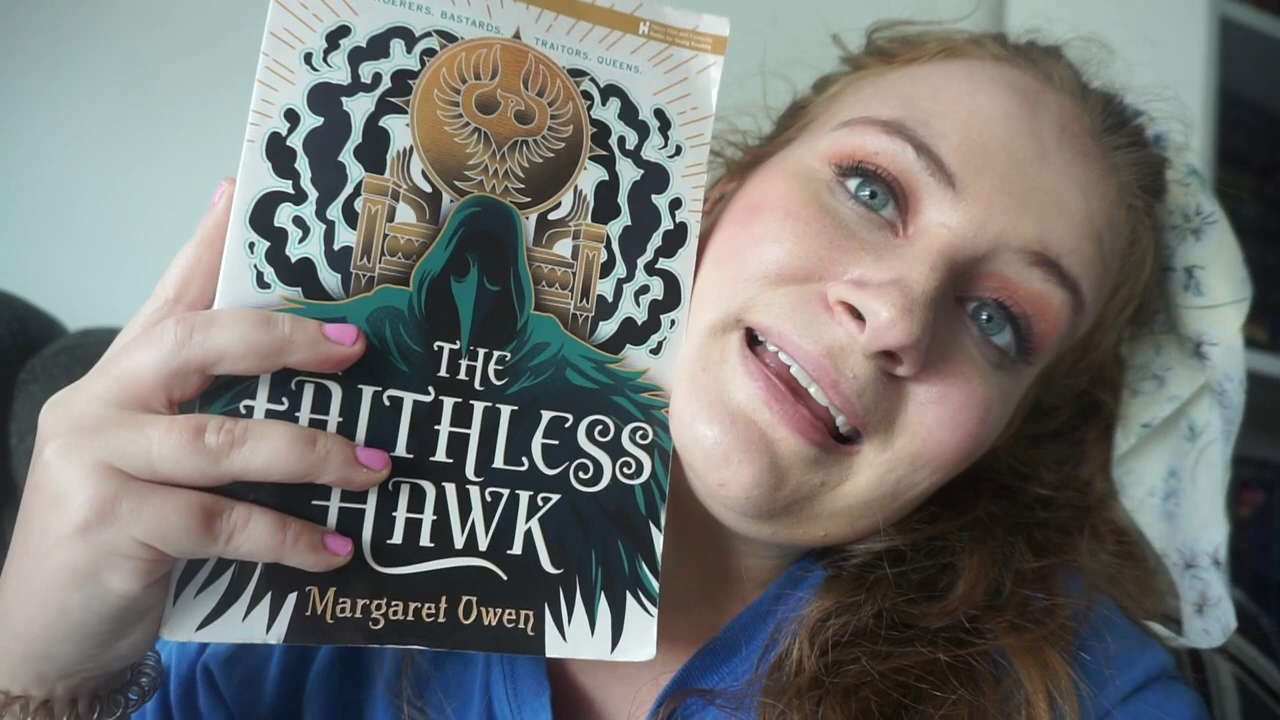 BASTARDS.
TRAITORS. QUEENS.
THE
FAITHLESS
HAWK
Margaret Owen